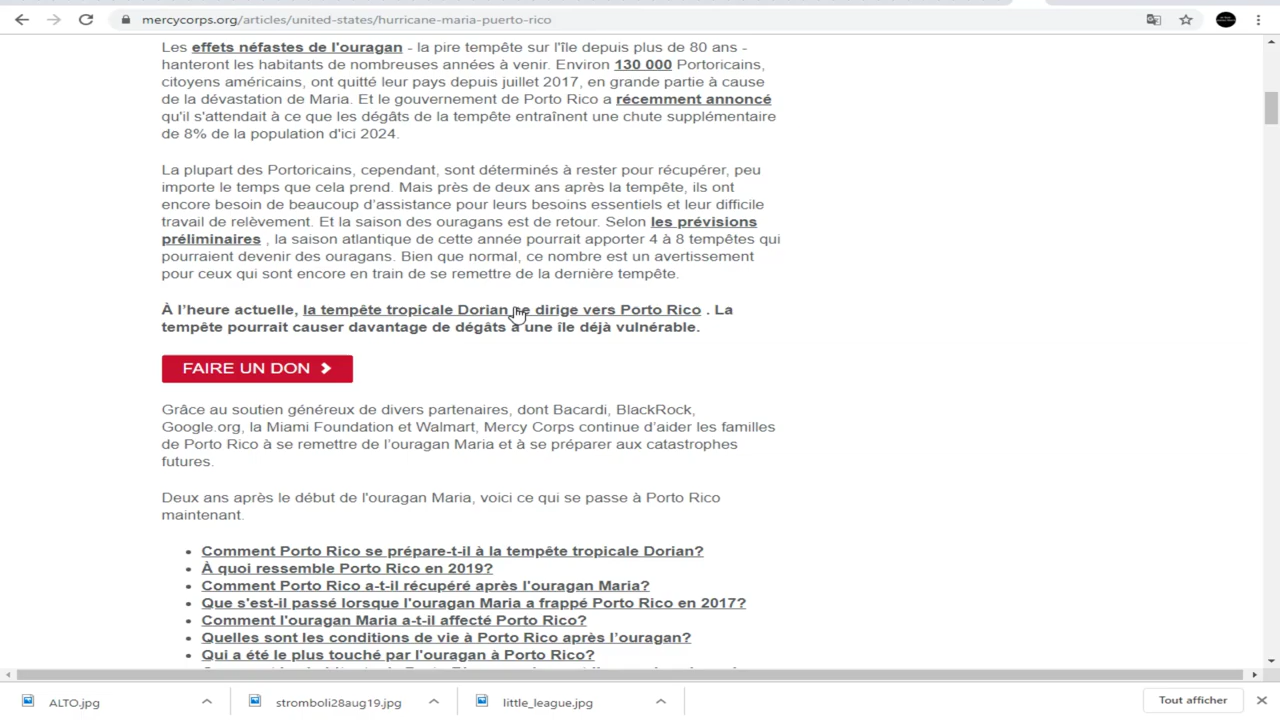 mercycorps.org/articles/united-states/hurricane-maria-puerto-rico
Les effets néfastes de l'ouragan - la pire tempête sur l'île depuis plus de 80 ans -
hanteront les habitants de nombreuses années à venir. Environ 130 000 Portoricains,
citoyens américains, ont quitté leur pays depuis juillet 2017, en grande partie à cause
de la dévastation de Maria. Et le gouvernement de Porto Rico a récemment annoncé
qu'il s'attendait à ce que les dégâts de la tempête entraînent une chute supplémentaire
de 8% de la population d'ici 2024.
La plupart des Portoricains, cependant, sont déterminés à rester pour récupérer, peu
importe le temps que cela prend. Mais près de deux ans après la tempête, ils ont
encore besoin de beaucoup d'assistance pour leurs besoins essentiels et leur difficile
travail de relèvement. Et la saison des ouragans est de retour. Selon les prévisions
préliminaires , la saison atlantique de cette année pourrait apporter 4 à 8 tempêtes qui
pourraient devenir des ouragans. Bien que normal, ce nombre est un avertissement
pour ceux qui sont encore en train de se remettre de la dernière tempête.
À l'heure actuelle, la tempête tropicale Dorian se dirige vers Porto Rico . La
tempête pourrait causer davantage de dégâts à une île déjà vulnérable.
FAIRE UN DON
Grâce au soutien généreux de divers partenaires, dont Bacardi, BlackRock,
Google.org, la Miami Foundation et Walmart, Mercy Corps continue d'aider les familles
de Porto Rico à se remettre de l'ouragan Maria et à se préparer aux catastrophes
futures.
Deux ans après le début de l'ouragan Maria, voici ce qui se passe à Porto Rico
maintenant.
• Comment Porto Rico se prépare-t-il à la tempête tropicale Dorian?
• À quoi ressemble Porto Rico en 2019?
• Comment Porto Rico a-t-il récupéré après l'ouragan Maria?
• Que s'est-il passé lorsque l'ouragan Maria a frappé Porto Rico en 2017?
• Comment l'ouragan Maria a-t-il affecté Porto Rico?
• Quelles sont les conditions de vie à Porto Rico après l'ouragan?
• Qui a été le plus touché par l'ouragan à Porto Rico?
ALTO.jpg
stromboli28aug19.jpg
little_league.jpg
Tout afficher